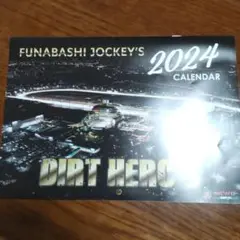 FUNABASHI JOCKEY'S
2024
CALENDAR
DIRT HERO